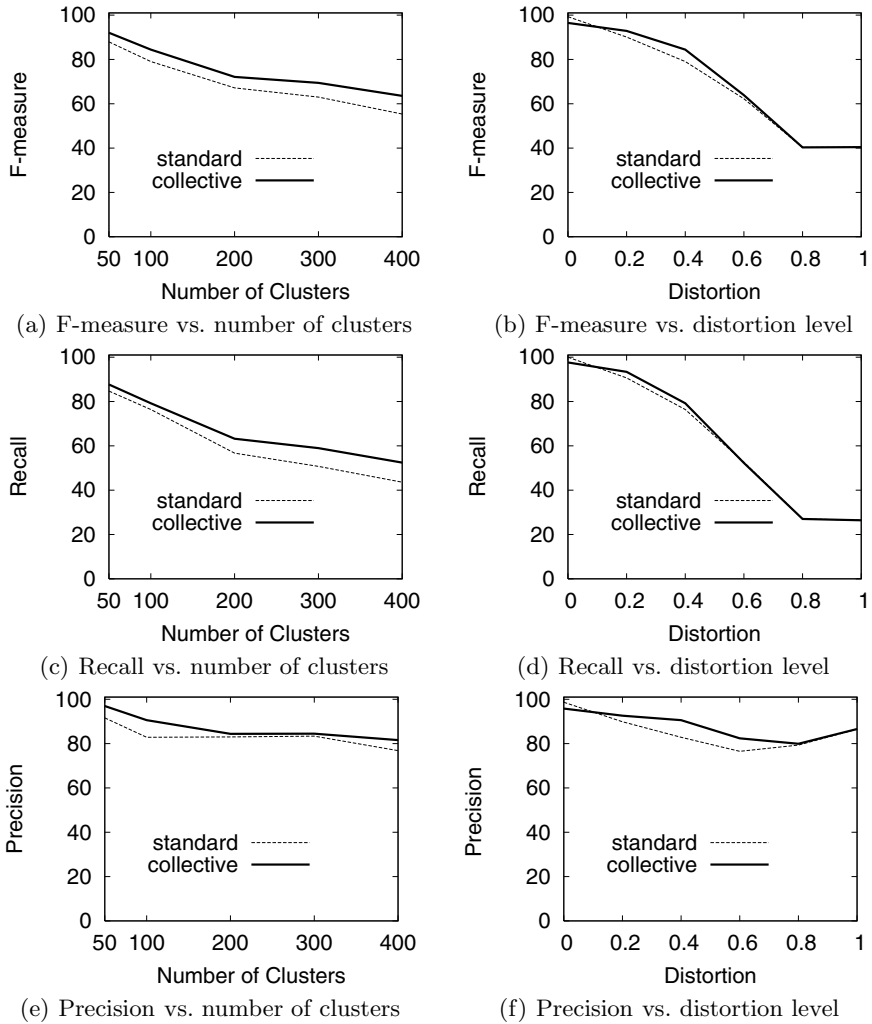 100
80
60
40
20
0
F-measure
standard
collective
50 100 200 300 400
Number of Clusters
(a) F-measure vs. number of clusters
100
80
60
40
20
0
F-measure
standard
collective
0 0.2 0.4 0.6 0.8 1
Distortion
(b) F-measure vs. distortion level
100
80
60
40
20
0
Recall
standard
collective
50 100 200 300 400
Number of Clusters
(c) Recall vs. number of clusters
100
80
60
40
20
0
Recall
standard
collective
0 0.2 0.4 0.6 0.8 1
Distortion
(d) Recall vs. distortion level
100
80
60
40
20
0
Precision
standard
collective
50 100 200 300 400
Number of Clusters
(e) Precision vs. number of clusters
100
80
60
40
20
0
Precision
standard
collective
0 0.2 0.4 0.6 0.8 1
Distortion
(f) Precision vs. distortion level